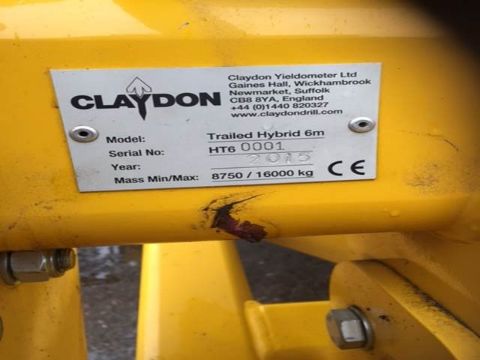 CLAYDON
Claydon Yieldometer Ltd
Gaines Hall, Wickhambrook
Newmarket, Suffolk
CB8 8YA, England
+44 (0)1440 820327
www.claydondrill.com
Model: Trailed Hybrid 6m
Serial No: HT6 0001
Year: 2015
Mass Min/Max: 8750 / 16000 kg
CE